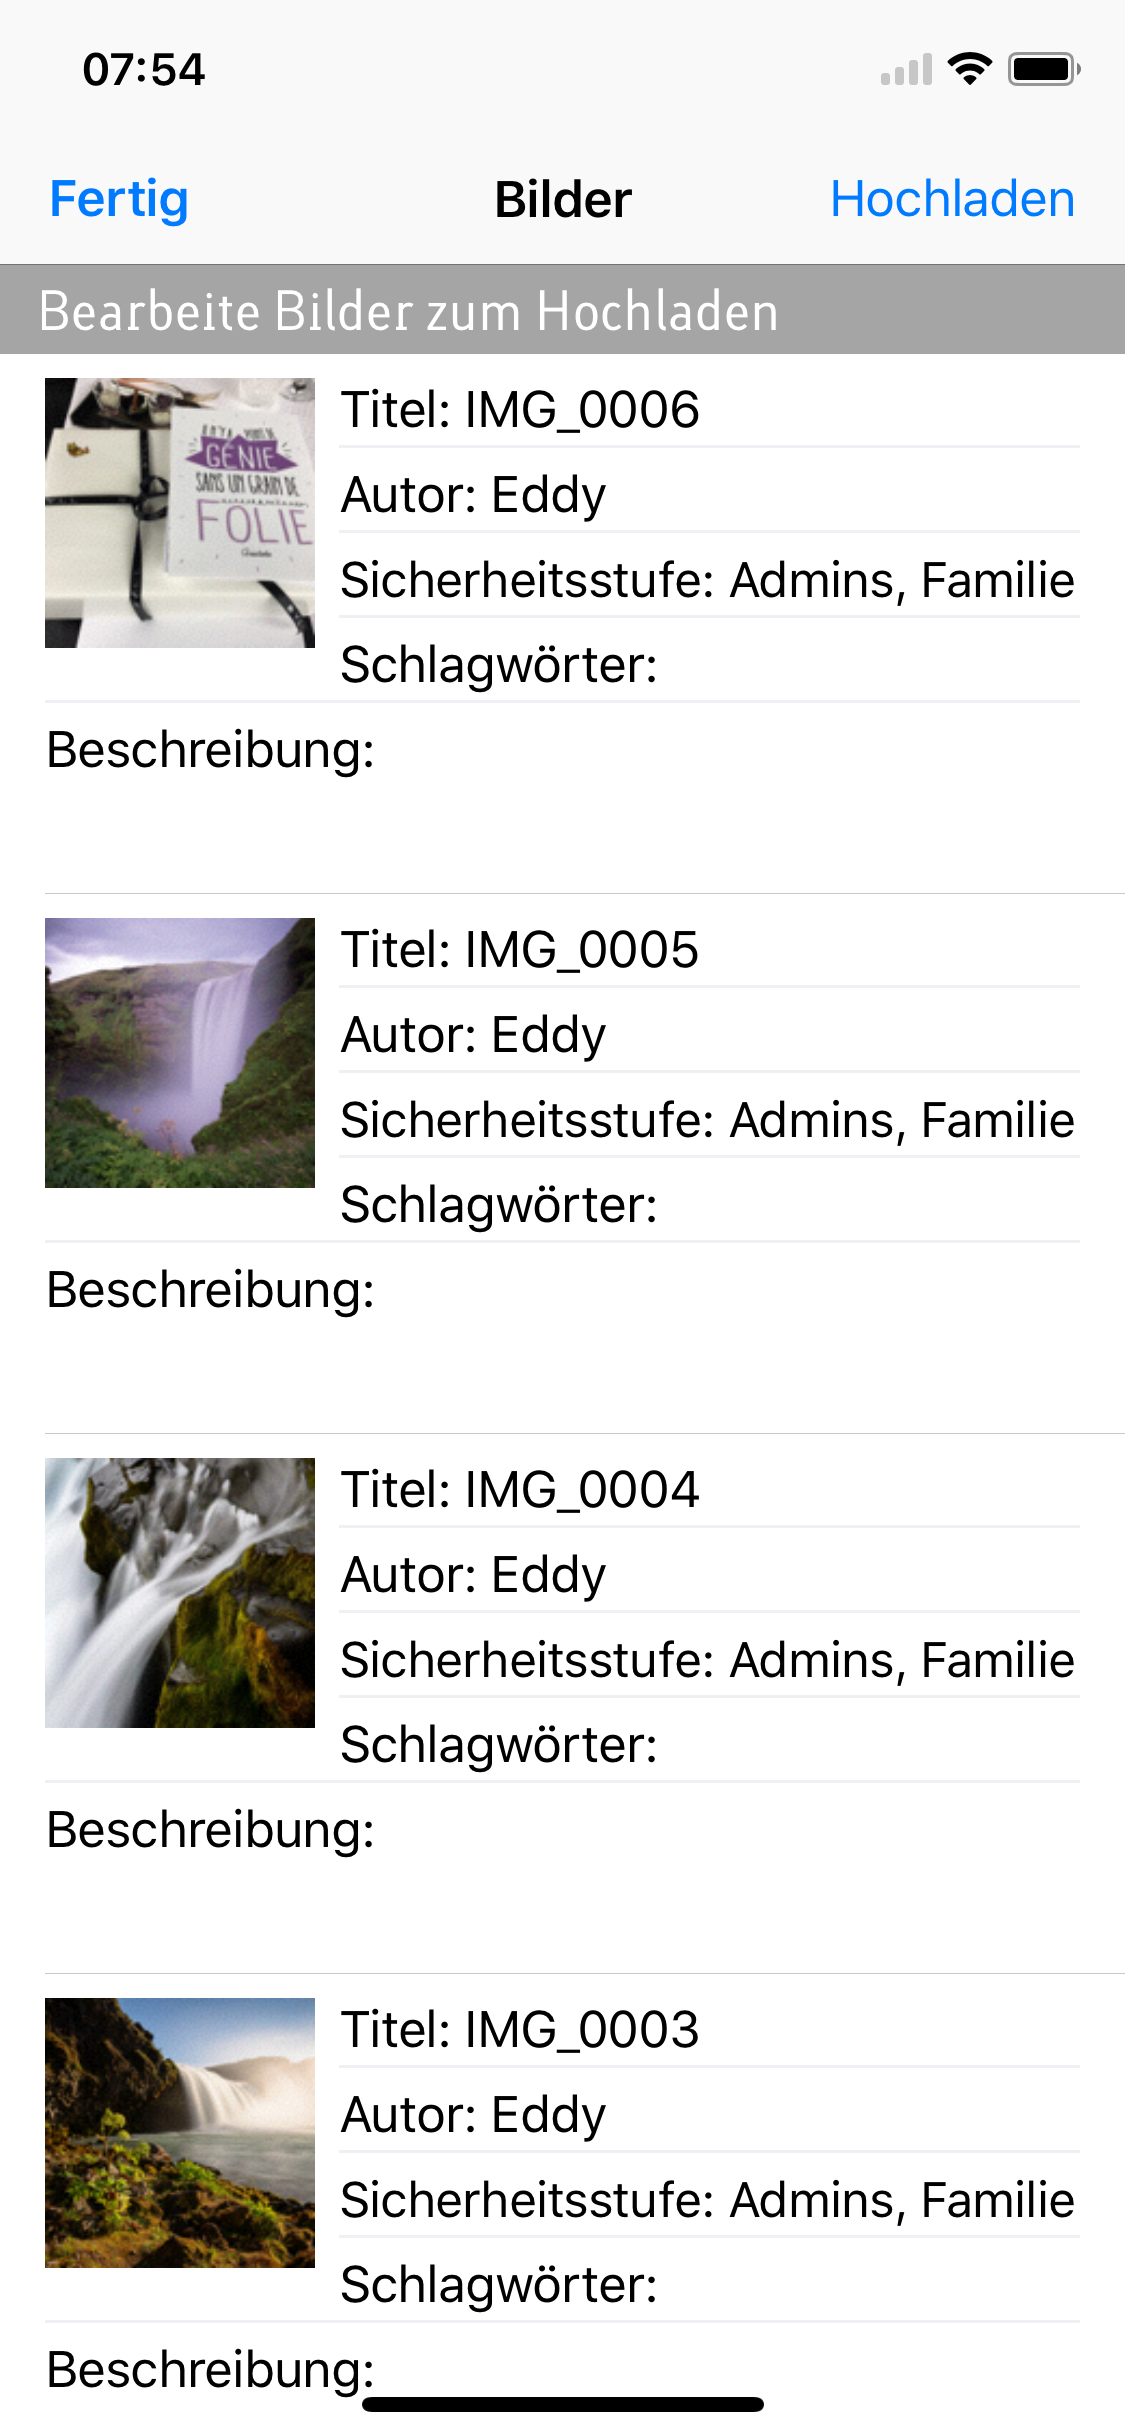 07:54
Fertig
Bilder
Hochladen
Bearbeite Bilder zum Hochladen
GÉNIE
SANS UN GRAIN DE
FOLIE
Titel: IMG_0006
Autor: Eddy
Sicherheitsstufe: Admins, Familie
Schlagwörter:
Beschreibung:
Titel: IMG_0005
Autor: Eddy
Sicherheitsstufe: Admins, Familie
Schlagwörter:
Beschreibung:
Titel: IMG_0004
Autor: Eddy
Sicherheitsstufe: Admins, Familie
Schlagwörter:
Beschreibung:
Titel: IMG_0003
Autor: Eddy
Sicherheitsstufe: Admins, Familie
Schlagwörter:
Beschreibung: